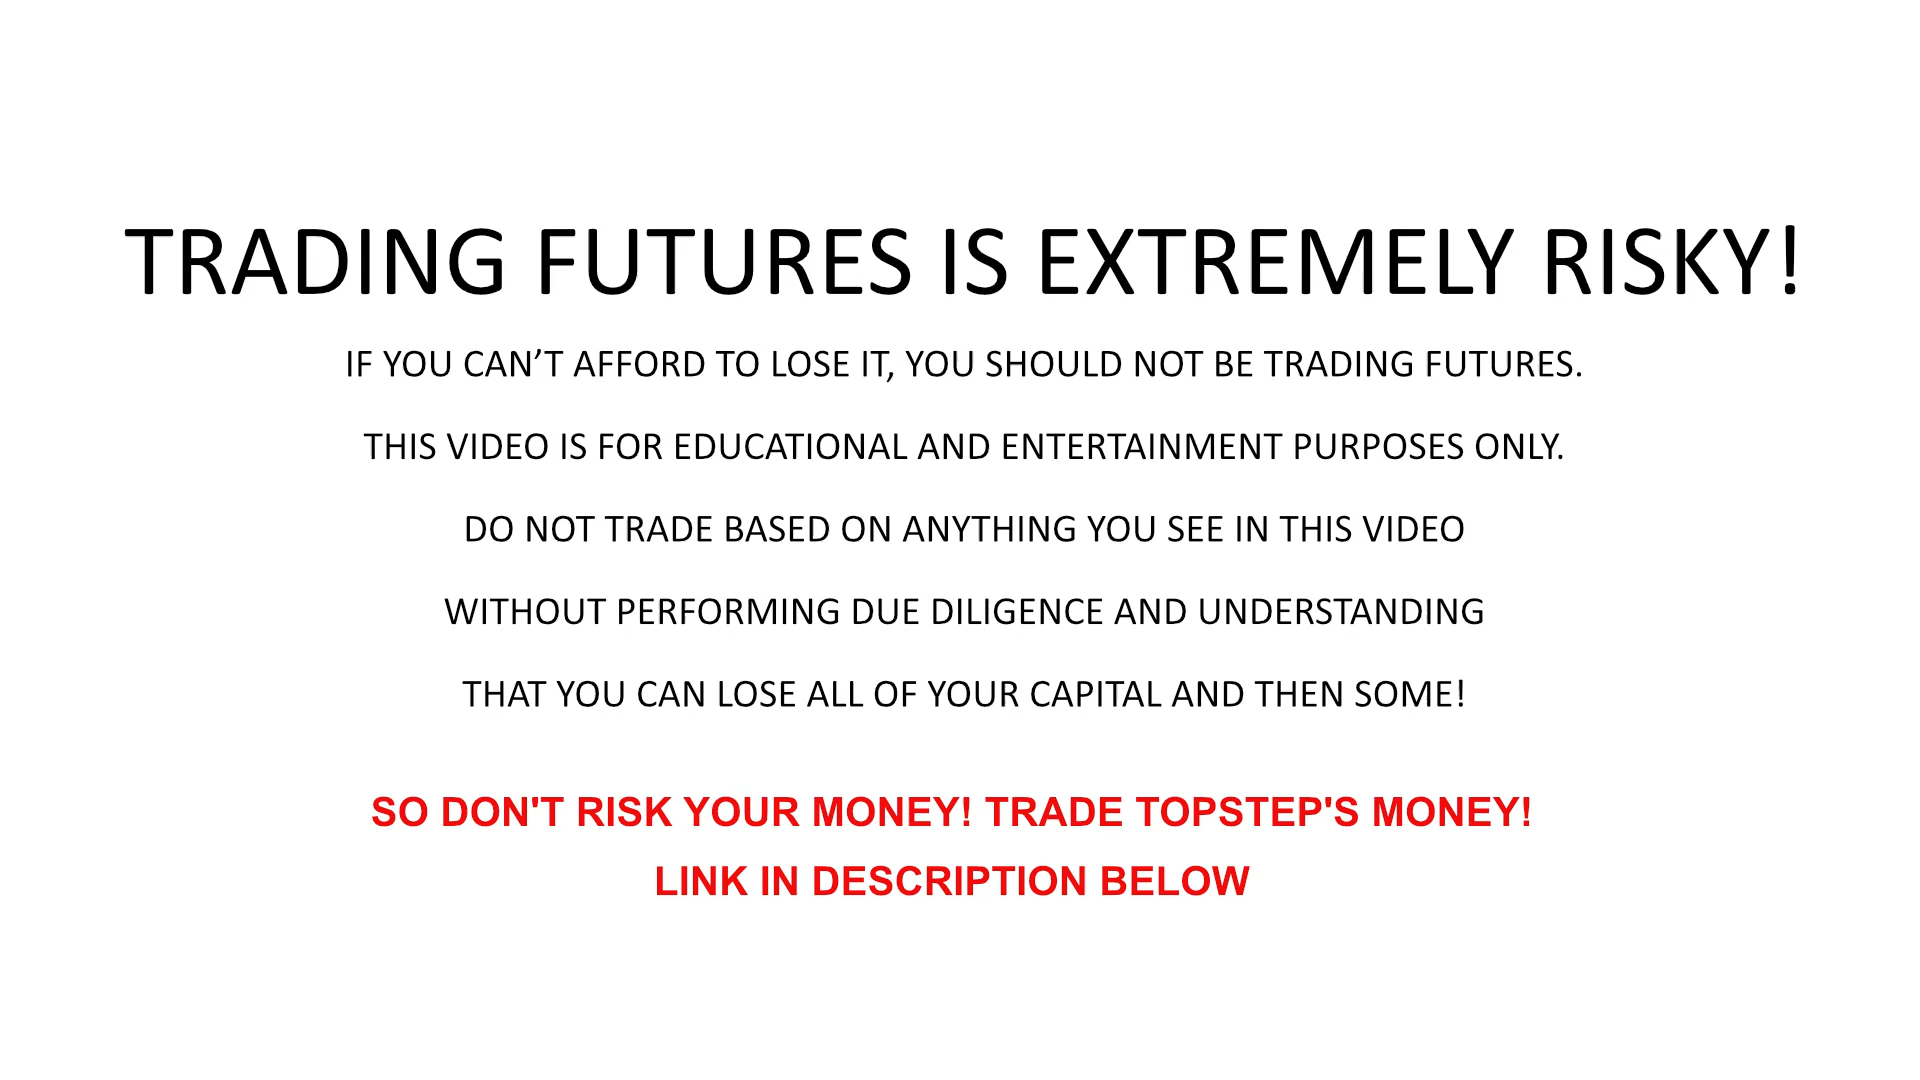 TRADING FUTURES IS EXTREMELY RISKY!
IF YOU CAN’T AFFORD TO LOSE IT, YOU SHOULD NOT BE TRADING FUTURES.
THIS VIDEO IS FOR EDUCATIONAL AND ENTERTAINMENT PURPOSES ONLY.
DO NOT TRADE BASED ON ANYTHING YOU SEE IN THIS VIDEO
WITHOUT PERFORMING DUE DILIGENCE AND UNDERSTANDING
THAT YOU CAN LOSE ALL OF YOUR CAPITAL AND THEN SOME!
SO DON'T RISK YOUR MONEY! TRADE TOPSTEP'S MONEY!
LINK IN DESCRIPTION BELOW